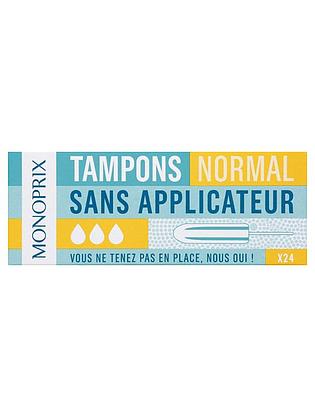 MONOPRIX
TAMPONS NORMAL
SANS APPLICATEUR
VOUS NE TENEZ PAS EN PLACE, NOUS OUI !
X24